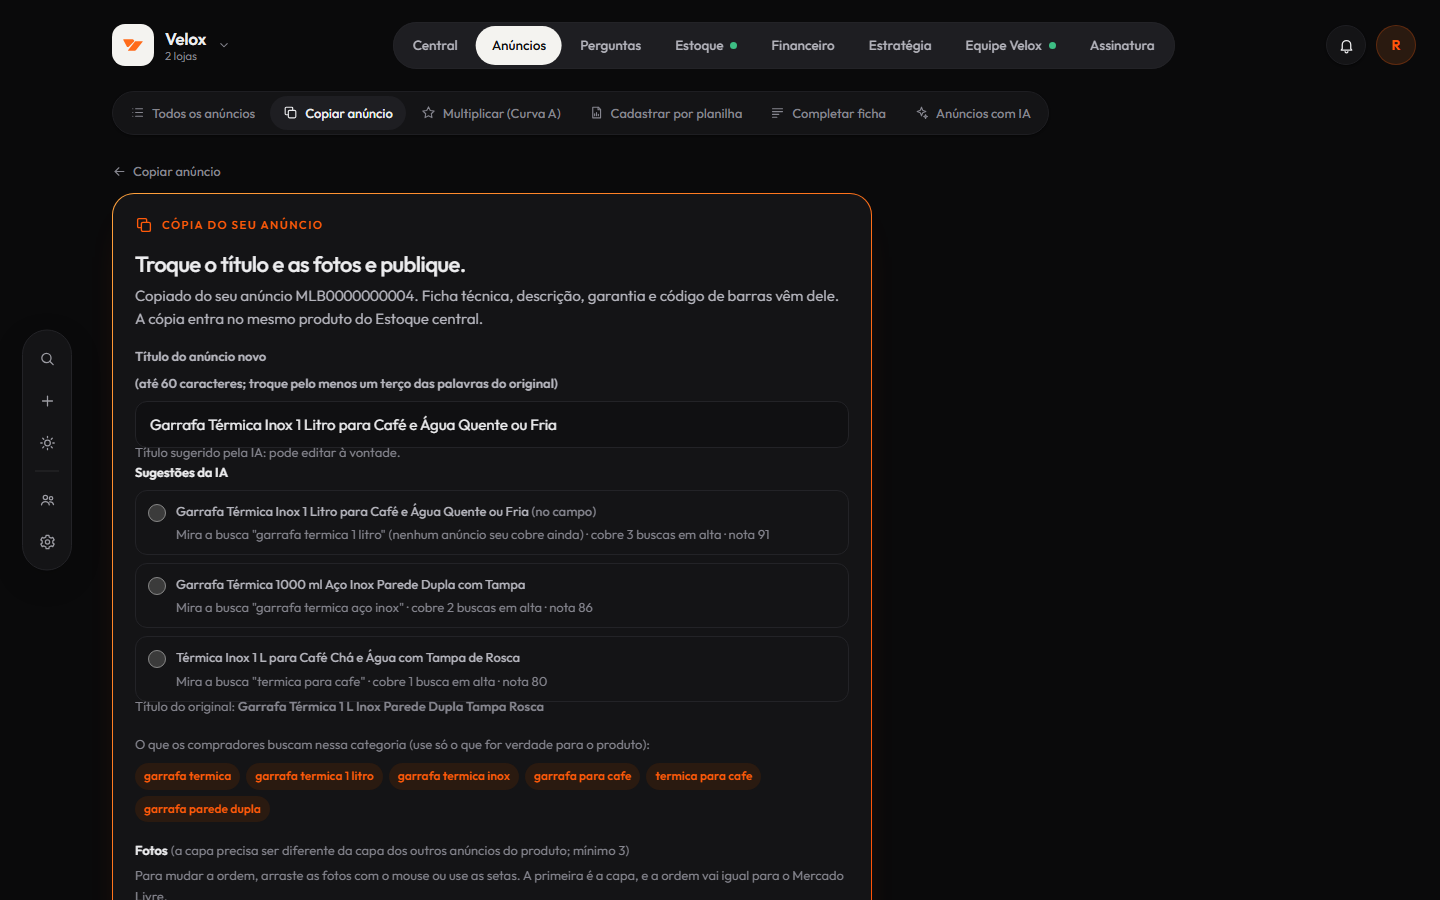 Velox
2 lojas
Central
Anúncios
Perguntas
Estoque
Financeiro
Estratégia
Equipe Velox
Assinatura
R
Todos os anúncios
Copiar anúncio
Multiplicar (Curva A)
Cadastrar por planilha
Completar ficha
Anúncios com IA
← Copiar anúncio
CÓPIA DO SEU ANÚNCIO
Troque o título e as fotos e publique.
Copiado do seu anúncio MLB0000000004. Ficha técnica, descrição, garantia e código de barras vêm dele.
A cópia entra no mesmo produto do Estoque central.
Título do anúncio novo
(até 60 caracteres; troque pelo menos um terço das palavras do original)
Garrafa Térmica Inox 1 Litro para Café e Água Quente ou Fria
Título sugerido pela IA: pode editar à vontade.
Sugestões da IA
Garrafa Térmica Inox 1 Litro para Café e Água Quente ou Fria (no campo)
Mira a busca "garrafa termica 1 litro" (nenhum anúncio seu cobre ainda) · cobre 3 buscas em alta · nota 91
Garrafa Térmica 1000 ml Aço Inox Parede Dupla com Tampa
Mira a busca "garrafa termica aço inox" · cobre 2 buscas em alta · nota 86
Térmica Inox 1 L para Café Chá e Água com Tampa de Rosca
Mira a busca "termica para cafe" · cobre 1 busca em alta · nota 80
Título do original: Garrafa Térmica 1 L Inox Parede Dupla Tampa Rosca
O que os compradores buscam nessa categoria (use só o que for verdade para o produto):
garrafa termica
garrafa termica 1 litro
garrafa termica inox
garrafa para cafe
termica para cafe
garrafa parede dupla
Fotos (a capa precisa ser diferente da capa dos outros anúncios do produto; mínimo 3)
Para mudar a ordem, arraste as fotos com o mouse ou use as setas. A primeira é a capa, e a ordem vai igual para o Mercado
Livre.